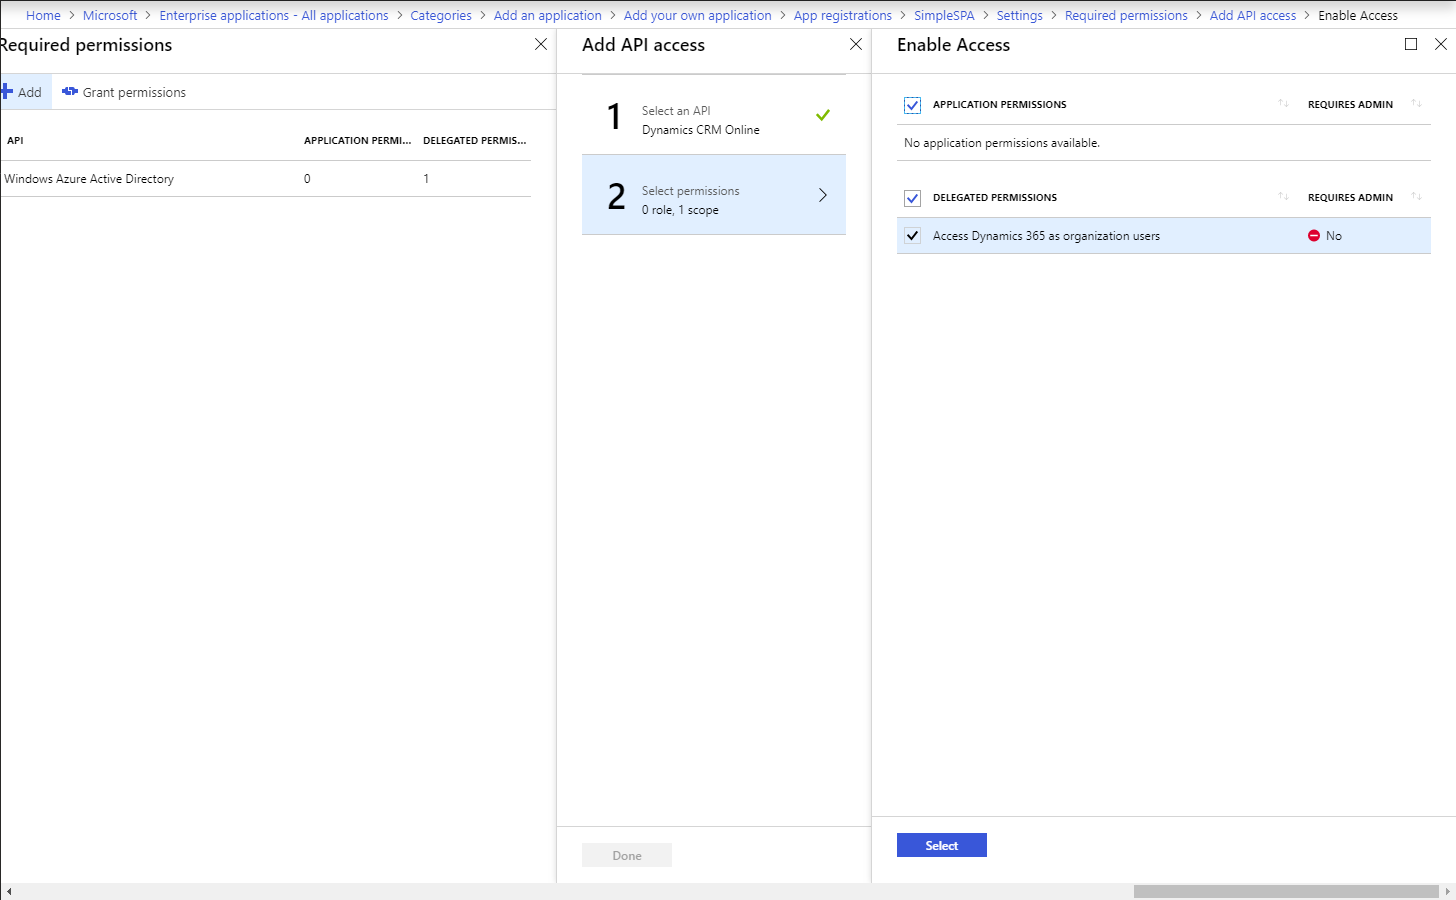 Home > Microsoft > Enterprise applications - All applications > Categories > Add an application > Add your own application > App registrations > SimpleSPA > Settings > Required permissions > Add API access > Enable Access
Required permissions
Add
Grant permissions
API APPLICATION PERMI... DELEGATED PERMIS...
Windows Azure Active Directory 0 1
Add API access
1
Select an API
Dynamics CRM Online
2
Select permissions
0 role, 1 scope
Done
Enable Access
APPLICATION PERMISSIONS REQUIRES ADMIN
No application permissions available.
DELEGATED PERMISSIONS REQUIRES ADMIN
Access Dynamics 365 as organization users No
Select